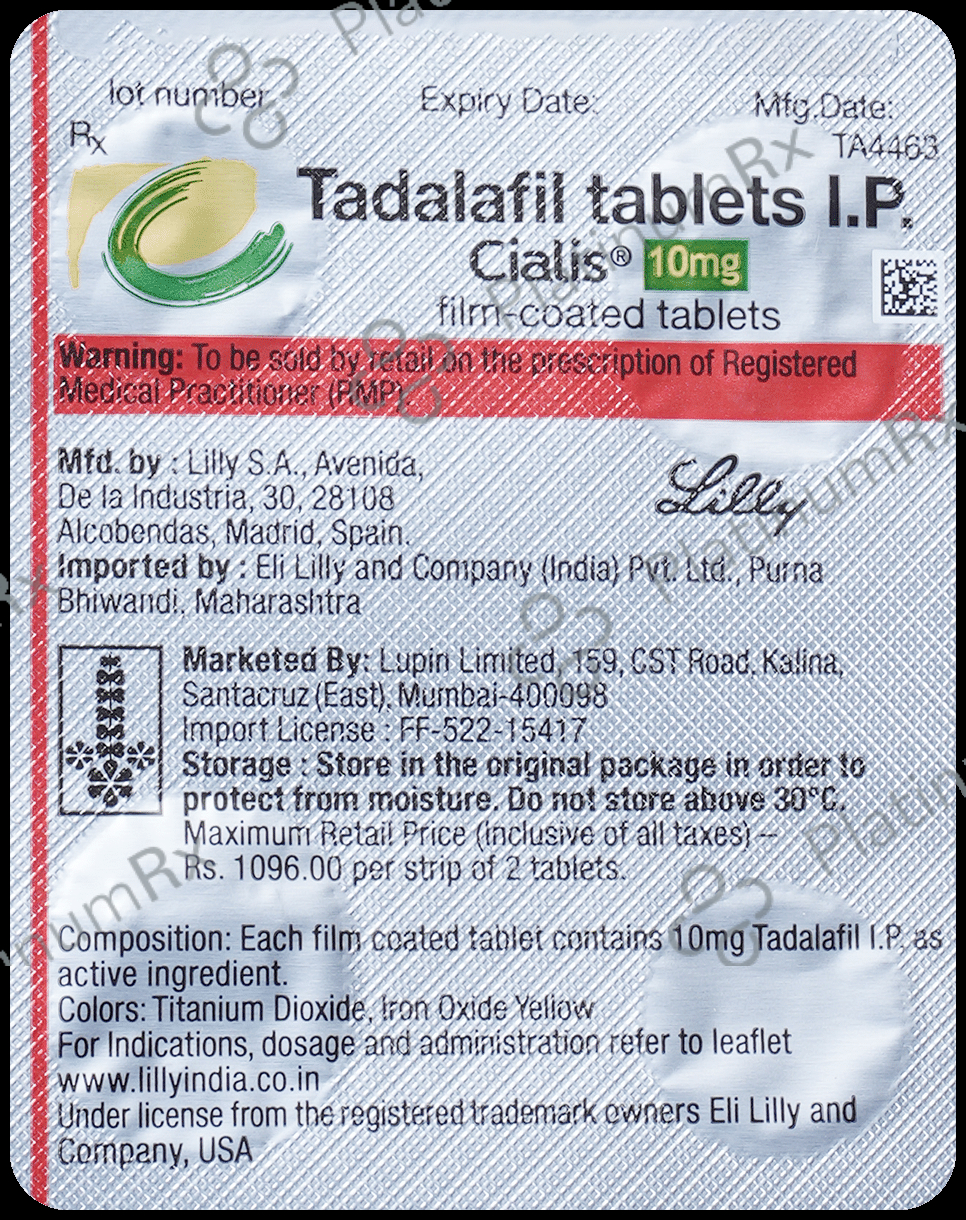 lot number Expiry Date: Mfg.Date:
Rx TA4463
Tadalafil tablets I.P.
Cialis® 10mg
film-coated tablets
Warning: To be sold by retail on the prescription of Registered
Medical Practitioner (RMP).
Mfd. by : Lilly S.A., Avenida,
De la Industria, 30, 28108
Alcobendas, Madrid, Spain.
Lilly
Imported by : Eli Lilly and Company (India) Pvt. Ltd., Purna
Bhiwandi, Maharashtra
Marketed By: Lupin Limited, 159, CST Road, Kalina,
Santacruz (East), Mumbai-400098
Import License : FF-522-15417
Storage : Store in the original package in order to
protect from moisture. Do not store above 30°C.
Maximum Retail Price (Inclusive of all taxes) –
Rs. 1096.00 per strip of 2 tablets.
Composition: Each film coated tablet contains 10mg Tadalafil I.P. as
active ingredient.
Colors: Titanium Dioxide, Iron Oxide Yellow
For Indications, dosage and administration refer to leaflet
www.lillyindia.co.in
Under license from the registered trademark owners Eli Lilly and
Company, USA
PlatinumRx